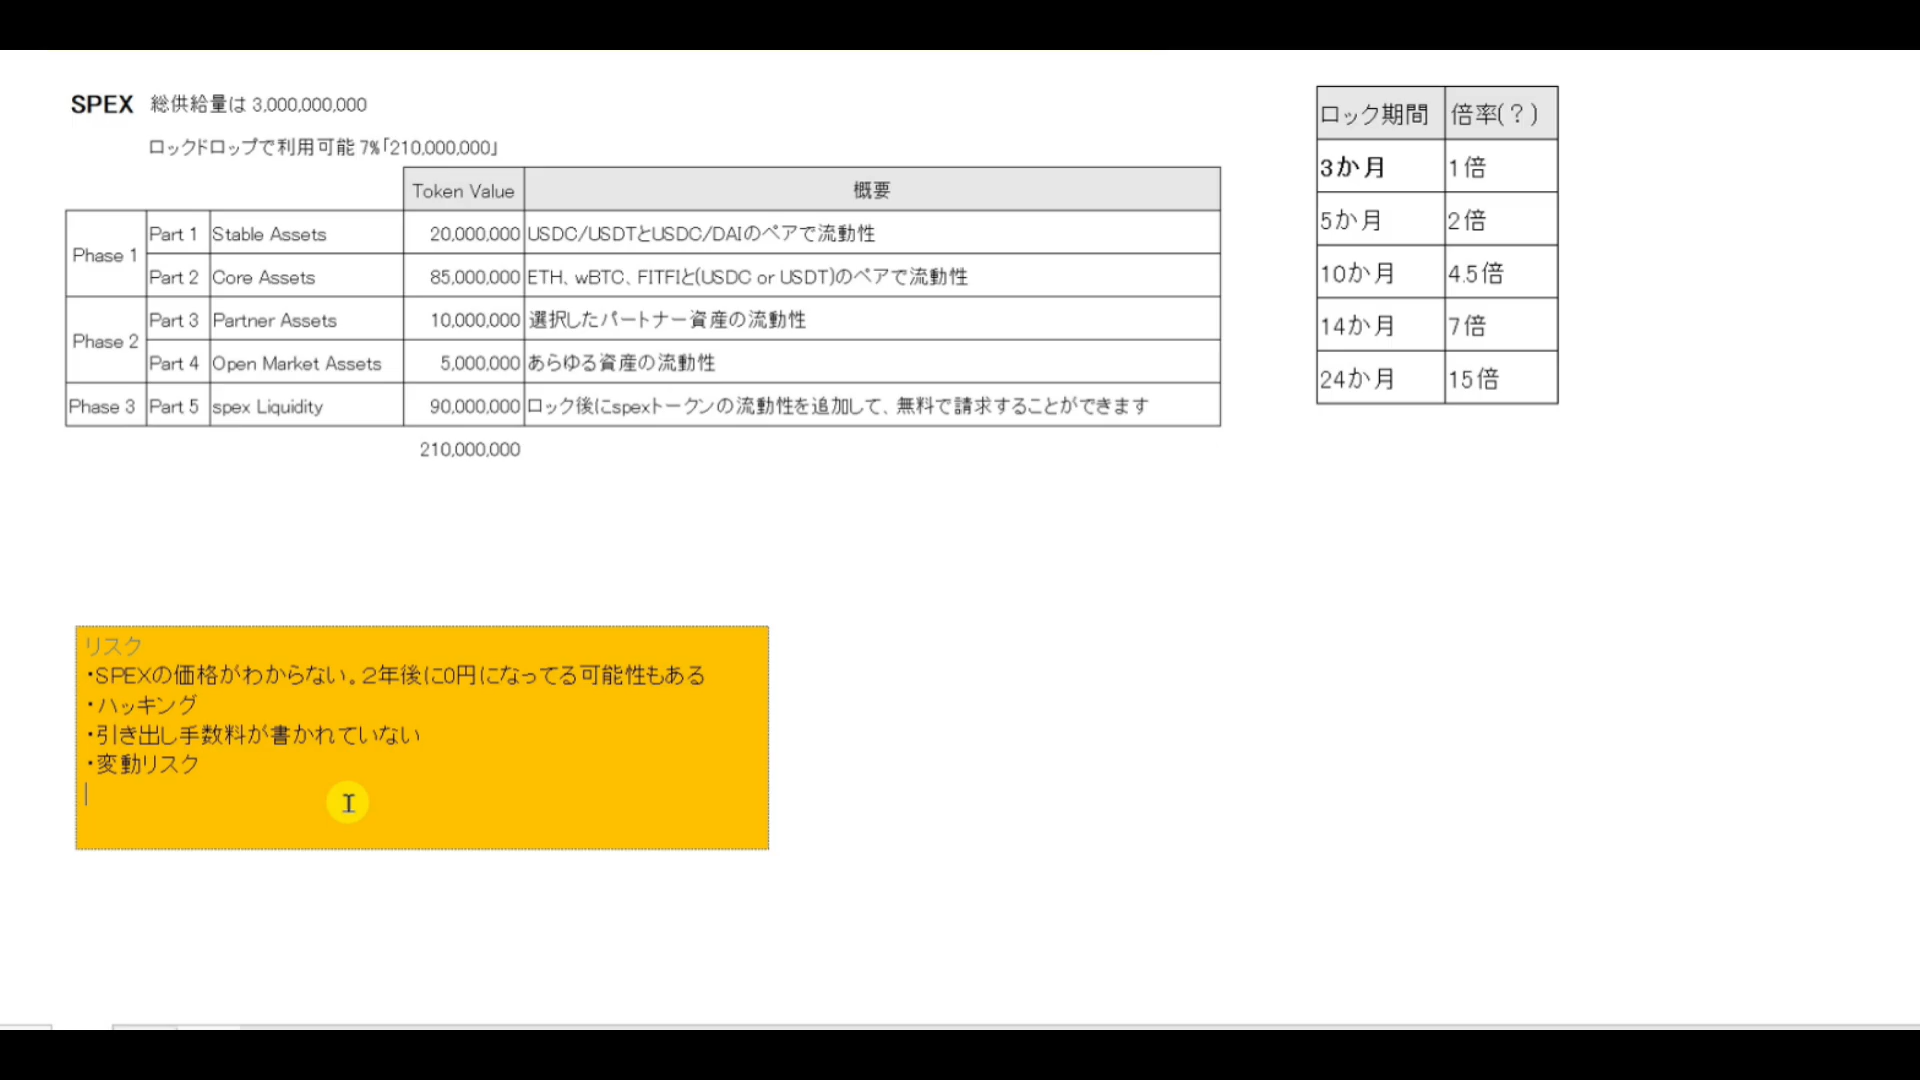 SPEX 総供給量は 3,000,000,000
ロックドロップで利用可能 7%「210,000,000」
Token Value 概要
Phase 1 Part 1 Stable Assets 20,000,000 USDC/USDTとUSDC/DAIのペアで流動性
Part 2 Core Assets 85,000,000 ETH、wBTC、FITFIと(USDC or USDT)のペアで流動性
Phase 2 Part 3 Partner Assets 10,000,000 選択したパートナー資産の流動性
Part 4 Open Market Assets 5,000,000 あらゆる資産の流動性
Phase 3 Part 5 spex Liquidity 90,000,000 ロック後にspexトークンの流動性を追加して、無料で請求することができます
210,000,000
ロック期間 倍率(？)
3か月 1倍
5か月 2倍
10か月 4.5倍
14か月 7倍
24か月 15倍
リスク
・SPEXの価格がわからない。２年後に0円になってる可能性もある
・ハッキング
・引き出し手数料が書かれていない
・変動リスク